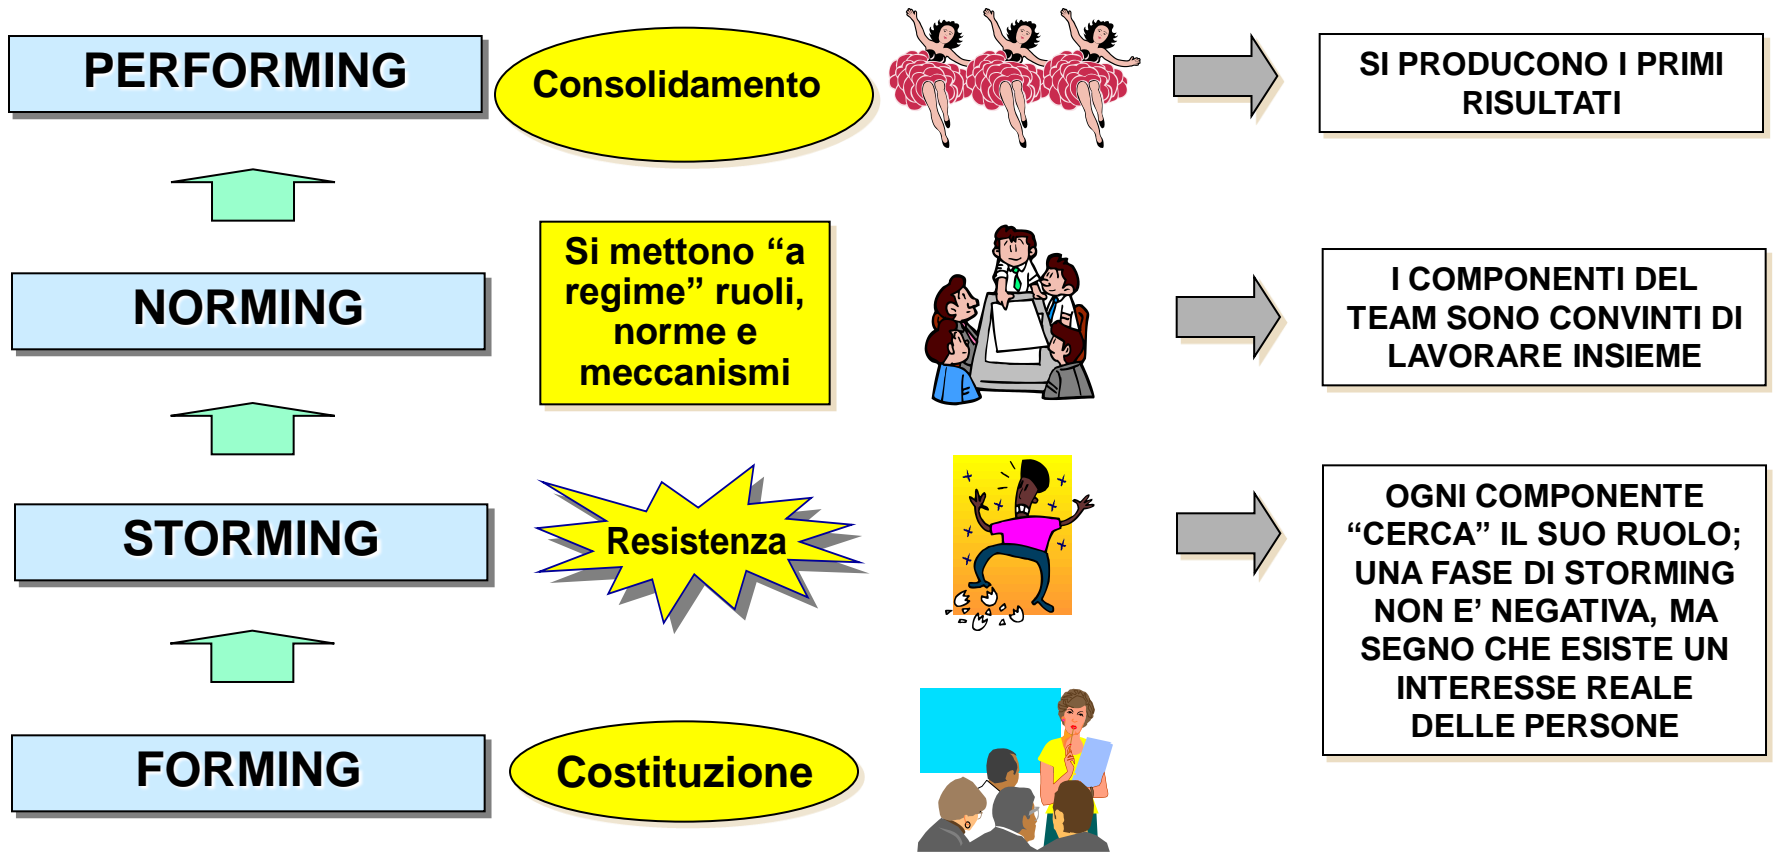 PERFORMING
Consolidamento
SI PRODUCONO I PRIMI
RISULTATI
NORMING
Si mettono “a
regime” ruoli,
norme e
meccanismi
I COMPONENTI DEL
TEAM SONO CONVINTI DI
LAVORARE INSIEME
STORMING
Resistenza
OGNI COMPONENTE
“CERCA” IL SUO RUOLO;
UNA FASE DI STORMING
NON E’ NEGATIVA, MA
SEGNO CHE ESISTE UN
INTERESSE REALE
DELLE PERSONE
FORMING
Costituzione